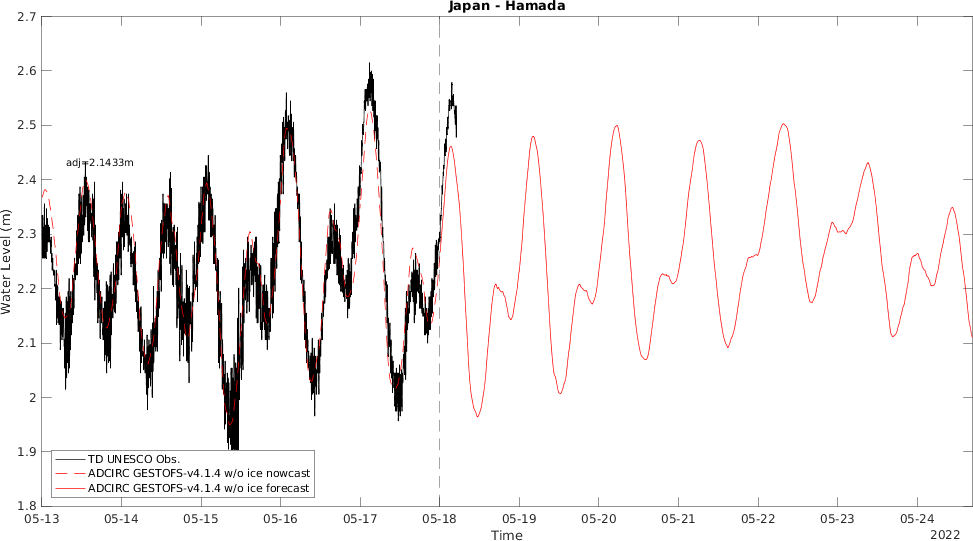 Japan - Hamada
2.7
2.6
2.5
2.4
2.3
2.2
2.1
2
1.9
1.8
Water Level (m)
adj=2.1433m
TD UNESCO Obs.
ADCIRC GESTOFS-v4.1.4 w/o ice nowcast
ADCIRC GESTOFS-v4.1.4 w/o ice forecast
05-13 05-14 05-15 05-16 05-17 05-18 05-19 05-20 05-21 05-22 05-23 05-24
Time
2022